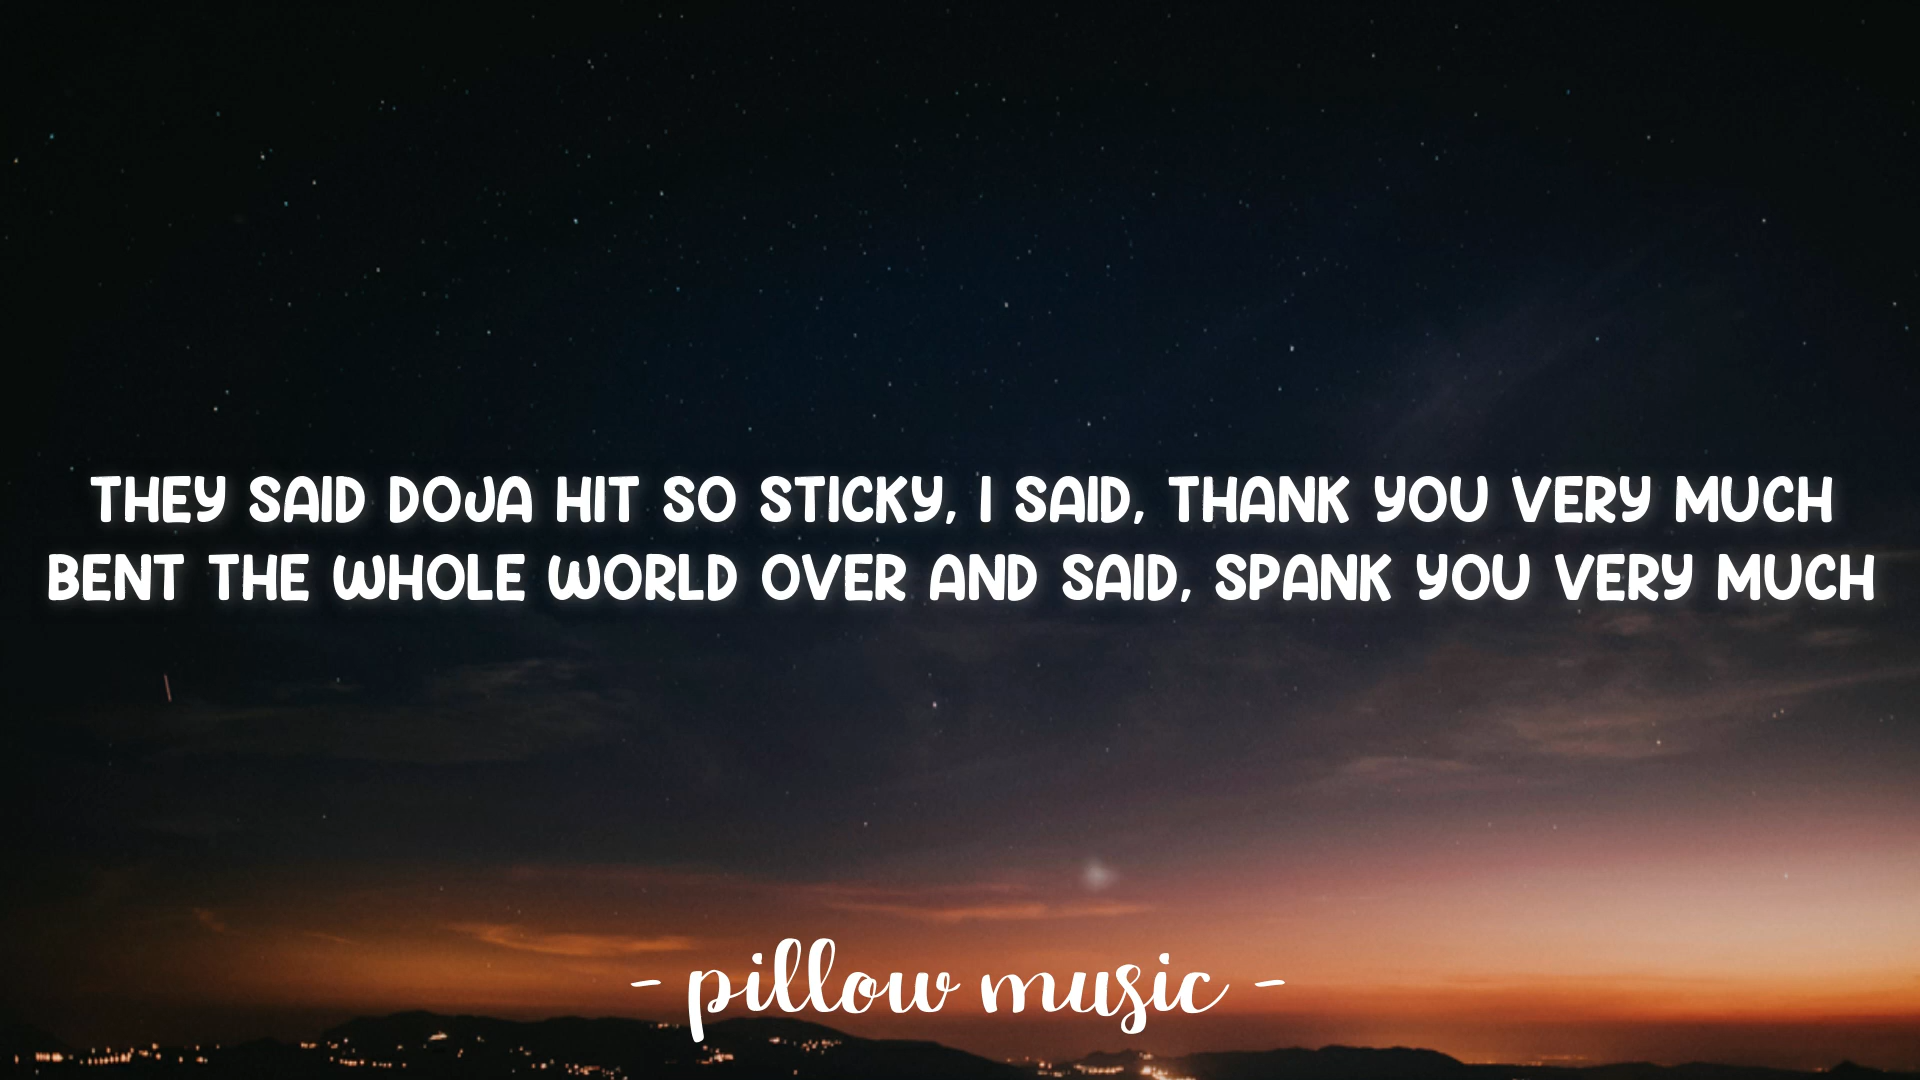 THEY SAID DOJA HIT SO STICKY, I SAID, THANK YOU VERY MUCH
BENT THE WHOLE WORLD OVER AND SAID, SPANK YOU VERY MUCH
- pillow music -